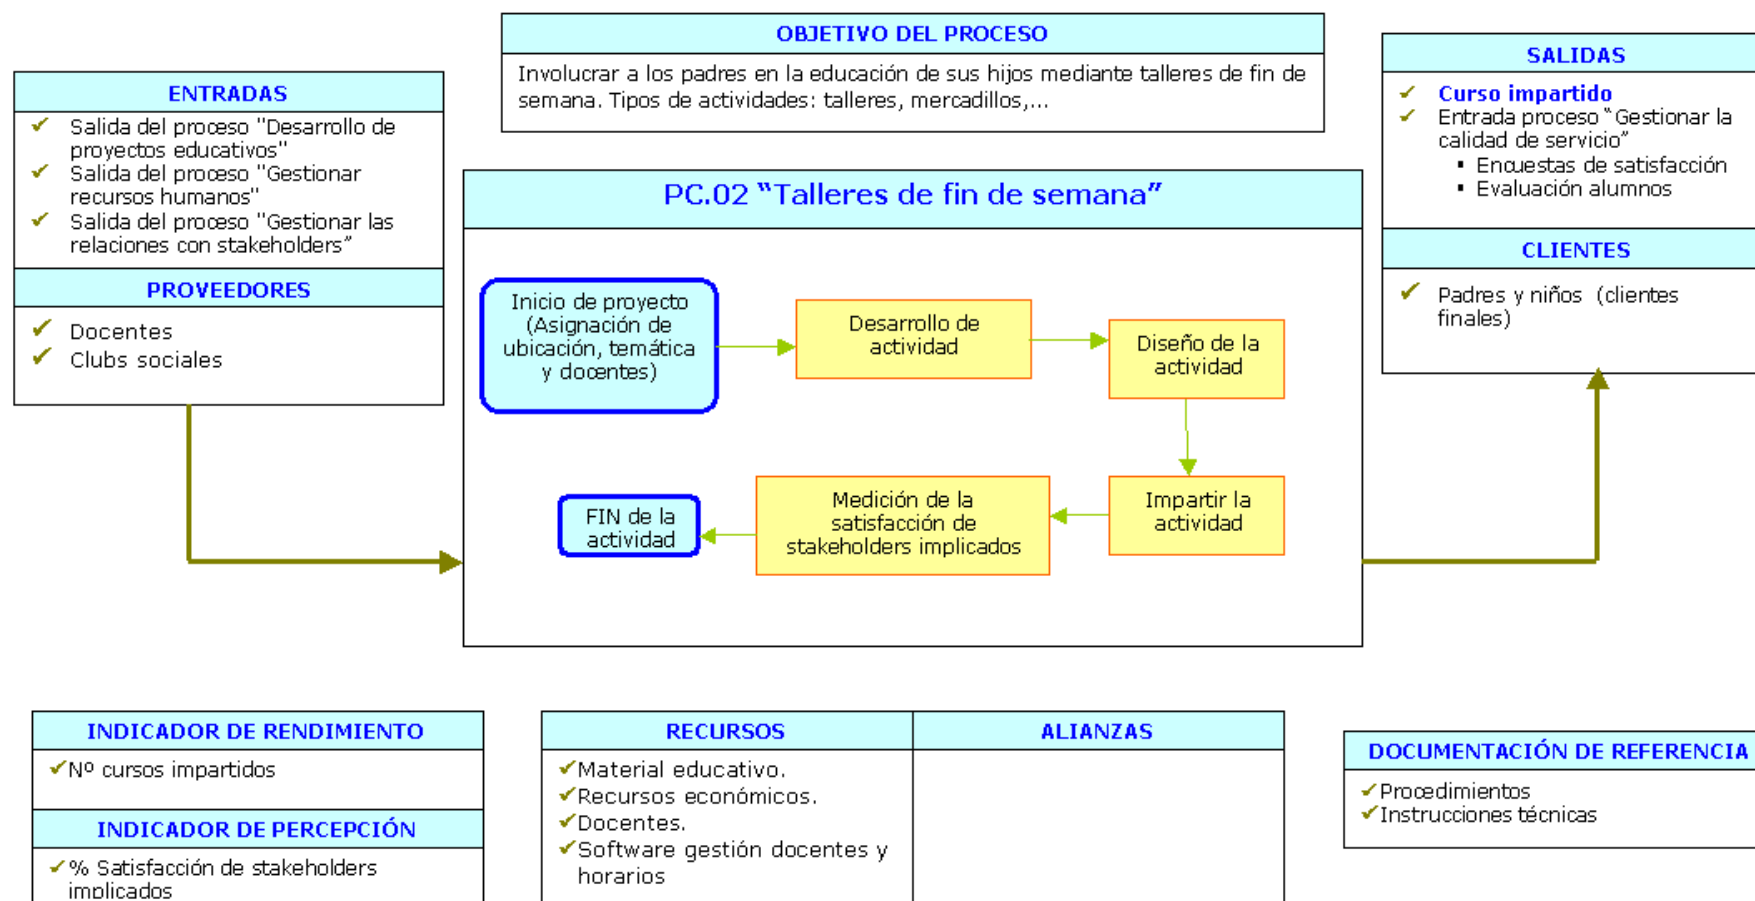 OBJETIVO DEL PROCESO
Involucrar a los padres en la educación de sus hijos mediante talleres de fin de
semana. Tipos de actividades: talleres, mercadillos,...
ENTRADAS
Salida del proceso "Desarrollo de
proyectos educativos"
Salida del proceso "Gestionar
recursos humanos"
Salida del proceso "Gestionar las
relaciones con stakeholders”
PROVEEDORES
Docentes
Clubs sociales
PC.02 “Talleres de fin de semana”
Inicio de proyecto
(Asignación de
ubicación, temática
y docentes)
Desarrollo de
actividad
Diseño de la
actividad
Impartir la
actividad
Medición de la
satisfacción de
stakeholders implicados
FIN de la
actividad
SALIDAS
Curso impartido
Entrada proceso “Gestionar la
calidad de servicio”
Encuestas de satisfacción
Evaluación alumnos
CLIENTES
Padres y niños (clientes
finales)
INDICADOR DE RENDIMIENTO
Nº cursos impartidos
INDICADOR DE PERCEPCIÓN
% Satisfacción de stakeholders
implicados
RECURSOS
Material educativo.
Recursos económicos.
Docentes.
Software gestión docentes y
horarios
ALIANZAS
DOCUMENTACIÓN DE REFERENCIA
Procedimientos
Instrucciones técnicas